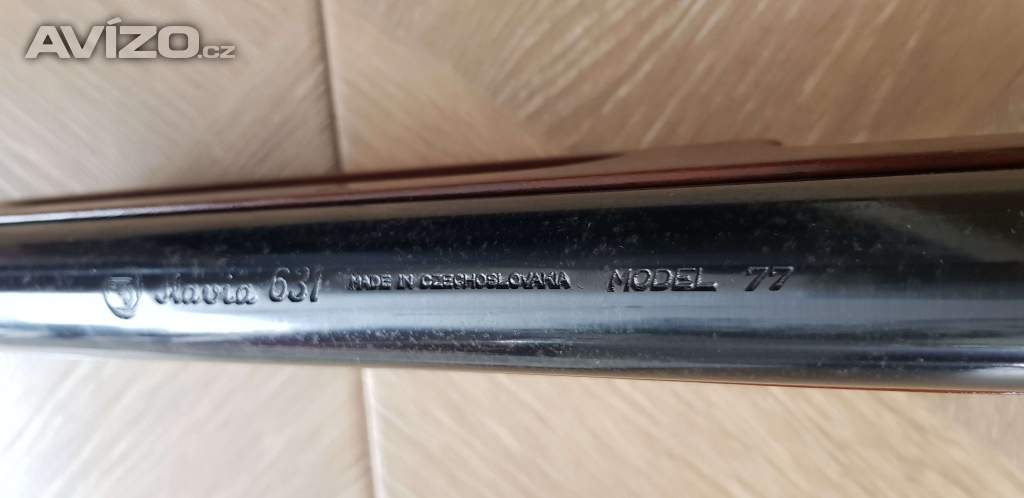 AVÍZO.cz
Slavia 631 MADE IN CZECHOSLOVAKIA MODEL 77